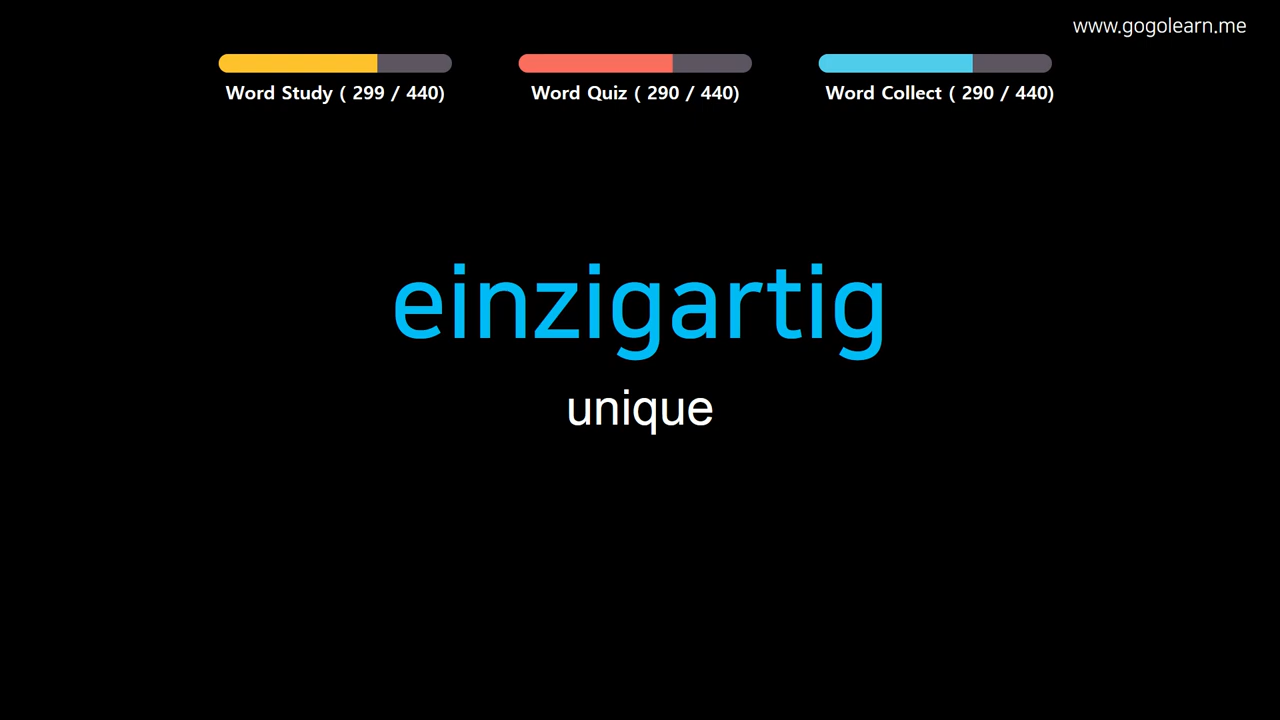 www.gogolearn.me
Word Study ( 299 / 440)
Word Quiz ( 290 / 440)
Word Collect ( 290 / 440)
einzigartig
unique